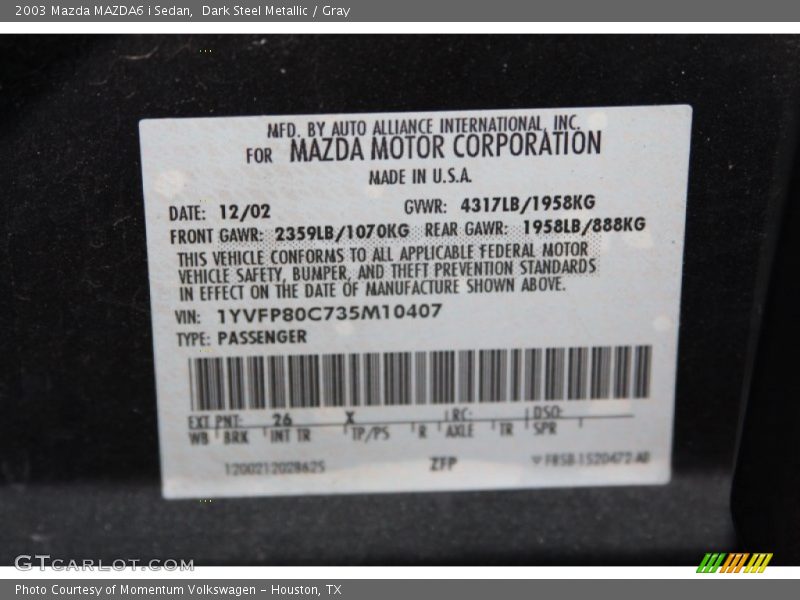 2003 Mazda MAZDA6 i Sedan,  Dark Steel Metallic / Gray
MFD. BY AUTO ALLIANCE INTERNATIONAL, INC.
FOR MAZDA MOTOR CORPORATION
MADE IN U.S.A.
DATE: 12/02 GVWR: 4317LB/1958KG
FRONT GAWR: 2359LB/1070KG REAR GAWR: 1958LB/888KG
THIS VEHICLE CONFORMS TO ALL APPLICABLE FEDERAL MOTOR
VEHICLE SAFETY, BUMPER, AND THEFT PREVENTION STANDARDS
IN EFFECT ON THE DATE OF MANUFACTURE SHOWN ABOVE.
VIN: 1YVFP80C735M10407
TYPE: PASSENGER
EXT PNT: 26 X RC: DSO:
WB BRK INT TR TP/PS R AXLE TR SPR
1200212028625 ZFP F85B-1520472-AB
GTCARLOT.COM
Photo Courtesy of Momentum Volkswagen - Houston, TX